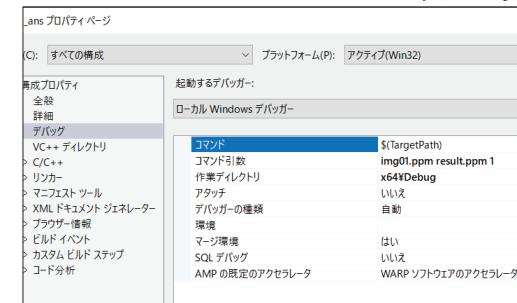 _ans プロパティ ページ
(C): すべての構成 プラットフォーム(P): アクティブ(Win32)
構成プロパティ
全般
詳細
デバッグ
VC++ ディレクトリ
C/C++
リンカー
マニフェスト ツール
XML ドキュメント ジェネレーター
ブラウザー情報
ビルド イベント
カスタム ビルド ステップ
コード分析
起動するデバッガー:
ローカル Windows デバッガー
コマンド $(TargetPath)
コマンド引数 img01.ppm result.ppm 1
作業ディレクトリ x64¥Debug
アタッチ いいえ
デバッガーの種類 自動
環境
マージ環境 はい
SQL デバッグ いいえ
AMP の既定のアクセラレータ WARP ソフトウェアのアクセラレータ